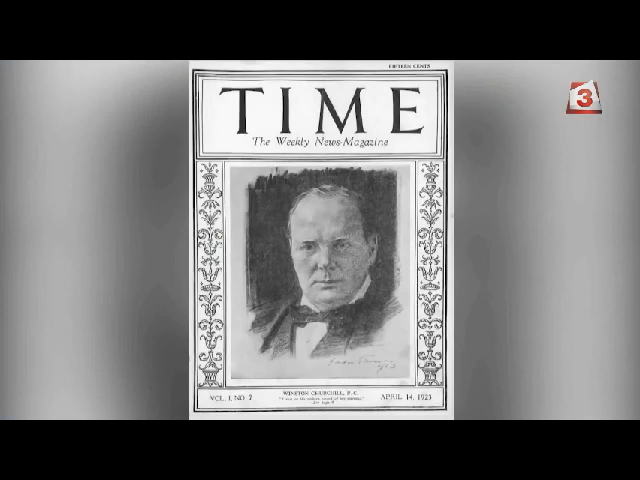 FIFTEEN CENTS
3
TIME
The Weekly News-Magazine
WINSTON CHURCHILL, P. C.
VOL. I, NO. 7
APRIL 14, 1923